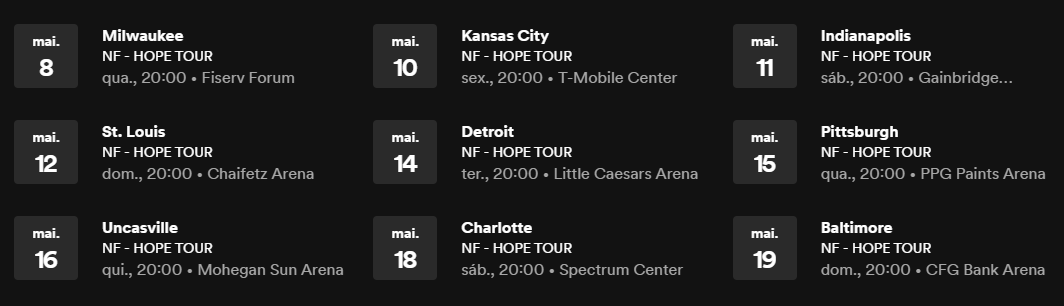 mai.
8
Milwaukee
NF - HOPE TOUR
qua., 20:00 • Fiserv Forum
mai.
10
Kansas City
NF - HOPE TOUR
sex., 20:00 • T-Mobile Center
mai.
11
Indianapolis
NF - HOPE TOUR
sáb., 20:00 • Gainbridge...
mai.
12
St. Louis
NF - HOPE TOUR
dom., 20:00 • Chaifetz Arena
mai.
14
Detroit
NF - HOPE TOUR
ter., 20:00 • Little Caesars Arena
mai.
15
Pittsburgh
NF - HOPE TOUR
qua., 20:00 • PPG Paints Arena
mai.
16
Uncasville
NF - HOPE TOUR
qui., 20:00 • Mohegan Sun Arena
mai.
18
Charlotte
NF - HOPE TOUR
sáb., 20:00 • Spectrum Center
mai.
19
Baltimore
NF - HOPE TOUR
dom., 20:00 • CFG Bank Arena